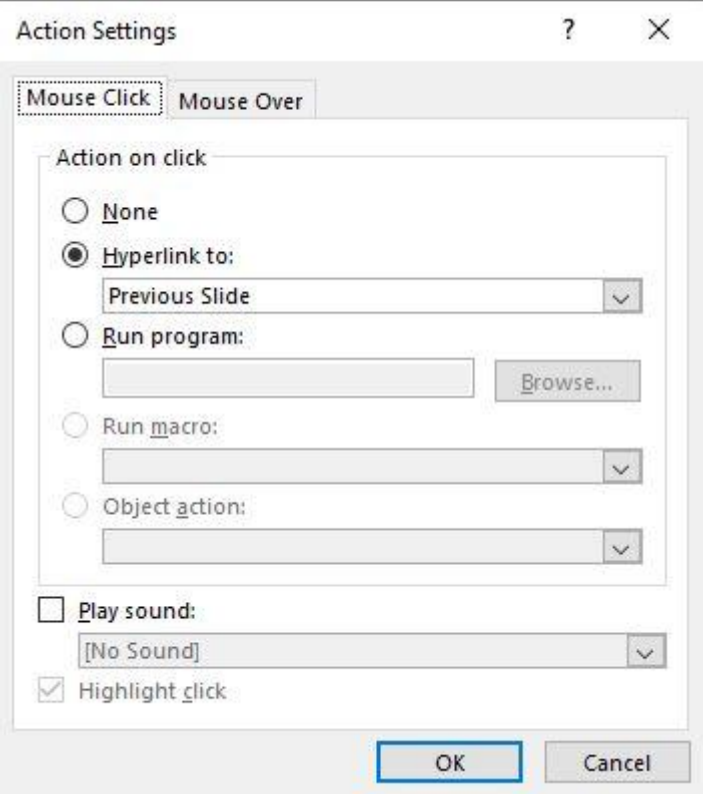 Action Settings ?
Mouse Click Mouse Over
Action on click
None
Hyperlink to:
Previous Slide
Run program:
Browse...
Run macro:
Object action:
Play sound:
[No Sound]
Highlight click
OK Cancel